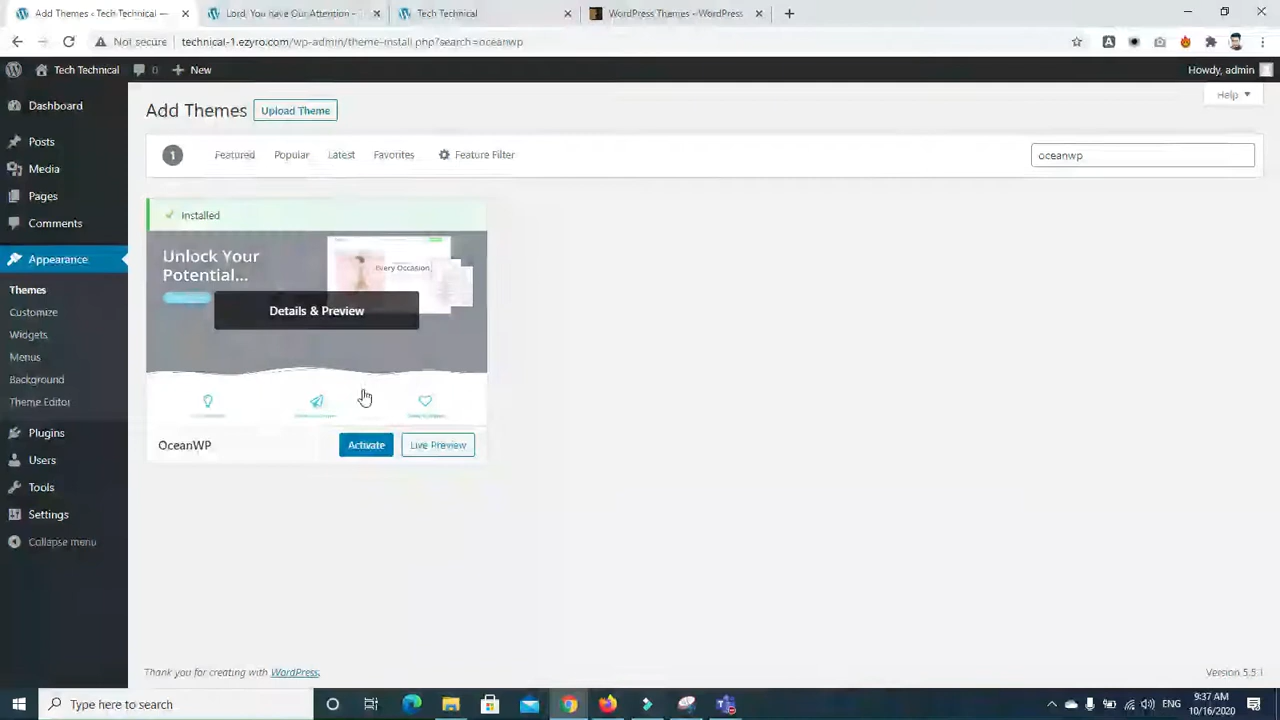 Add Themes ‹ Tech Technical —
Lord, You have Our Attention –
Tech Technical
WordPress Themes - WordPress
Not secure
technical-1.ezyro.com/wp-admin/theme-install.php?search=oceanwp
Tech Technical
0
New
Howdy, admin
Dashboard
Posts
Media
Pages
Comments
Appearance
Themes
Customize
Widgets
Menus
Background
Theme Editor
Plugins
Users
Tools
Settings
Collapse menu
Add Themes
Upload Theme
Help
1
Featured
Popular
Latest
Favorites
Feature Filter
oceanwp
Installed
Unlock Your
Potential...
Every Occasion
Details & Preview
OceanWP
Activate
Live Preview
Thank you for creating with WordPress.
Version 5.5.1
Type here to search
ENG
9:37 AM
10/16/2020